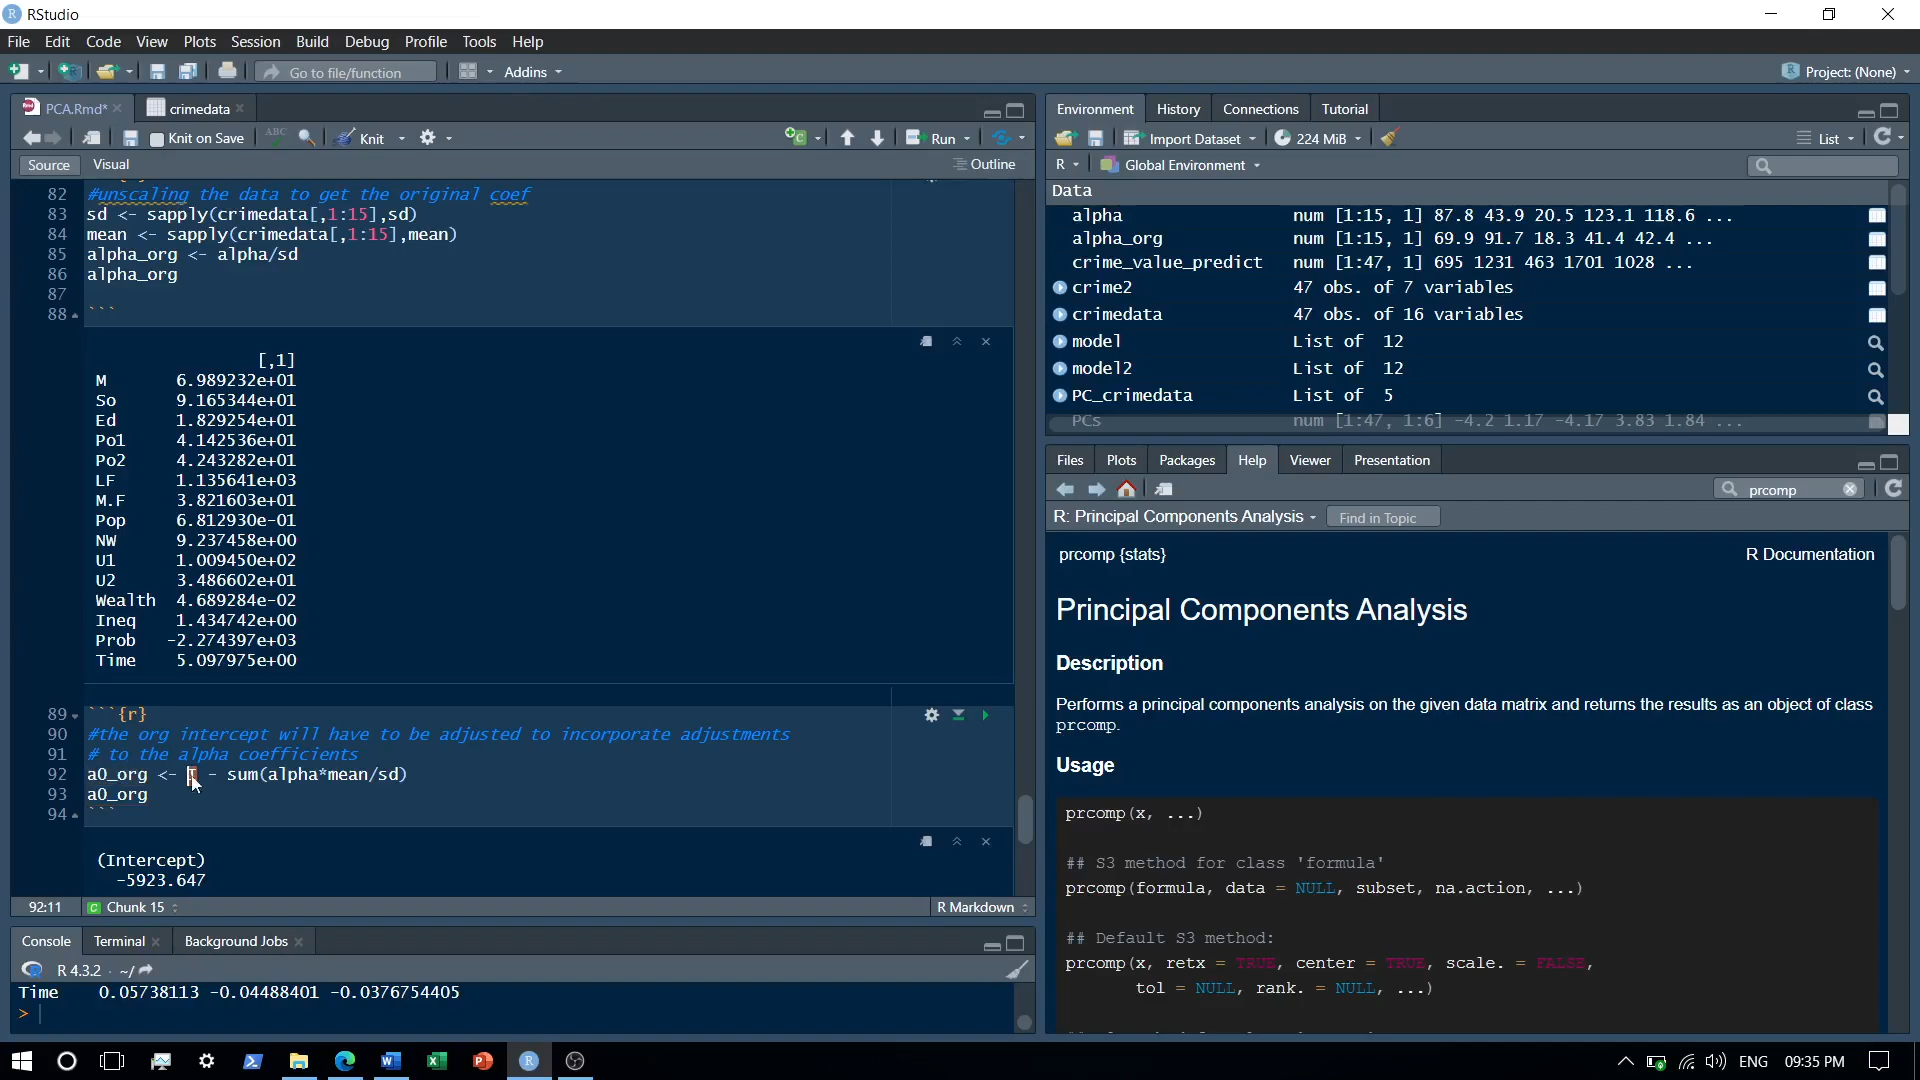 RStudio
File Edit Code View Plots Session Build Debug Profile Tools Help
Go to file/function Addins Project: (None)
PCA.Rmd* crimedata
Knit on Save ABC Knit Run
Source Visual Outline
82 #unscaling the data to get the original coef
83 sd <- sapply(crimedata[,1:15],sd)
84 mean <- sapply(crimedata[,1:15],mean)
85 alpha_org <- alpha/sd
86 alpha_org
87
88 ```
[,1]
M 6.989232e+01
So 9.165344e+01
Ed 1.829254e+01
Po1 4.142536e+01
Po2 4.243282e+01
LF 1.135641e+03
M.F 3.821603e+01
Pop 6.812930e-01
NW 9.237458e+00
U1 1.009450e+02
U2 3.486602e+01
Wealth 4.689284e-02
Ineq 1.434742e+00
Prob -2.274397e+03
Time 5.097975e+00
89 ```{r}
90 #the org intercept will have to be adjusted to incorporate adjustments
91 # to the alpha coefficients
92 a0_org <- - sum(alpha*mean/sd)
93 a0_org
94 ```
(Intercept)
-5923.647
92:11 C Chunk 15 R Markdown
Console Terminal Background Jobs
R 4.3.2 · ~/
Time 0.05738113 -0.04488401 -0.0376754405
>
Environment History Connections Tutorial
Import Dataset 224 MiB List
R Global Environment
Data
alpha num [1:15, 1] 87.8 43.9 20.5 123.1 118.6 ...
alpha_org num [1:15, 1] 69.9 91.7 18.3 41.4 42.4 ...
crime_value_predict num [1:47, 1] 695 1231 463 1701 1028 ...
crime2 47 obs. of 7 variables
crimedata 47 obs. of 16 variables
model List of 12
model2 List of 12
PC_crimedata List of 5
PCs num [1:47, 1:6] -4.2 1.17 -4.17 3.83 1.84 ...
Files Plots Packages Help Viewer Presentation
prcomp
R: Principal Components Analysis Find in Topic
prcomp {stats} R Documentation
Principal Components Analysis
Description
Performs a principal components analysis on the given data matrix and returns the results as an object of class
prcomp.
Usage
prcomp(x, ...)
## S3 method for class 'formula'
prcomp(formula, data = NULL, subset, na.action, ...)
## Default S3 method:
prcomp(x, retx = TRUE, center = TRUE, scale. = FALSE,
tol = NULL, rank. = NULL, ...)
ENG 09:35 PM